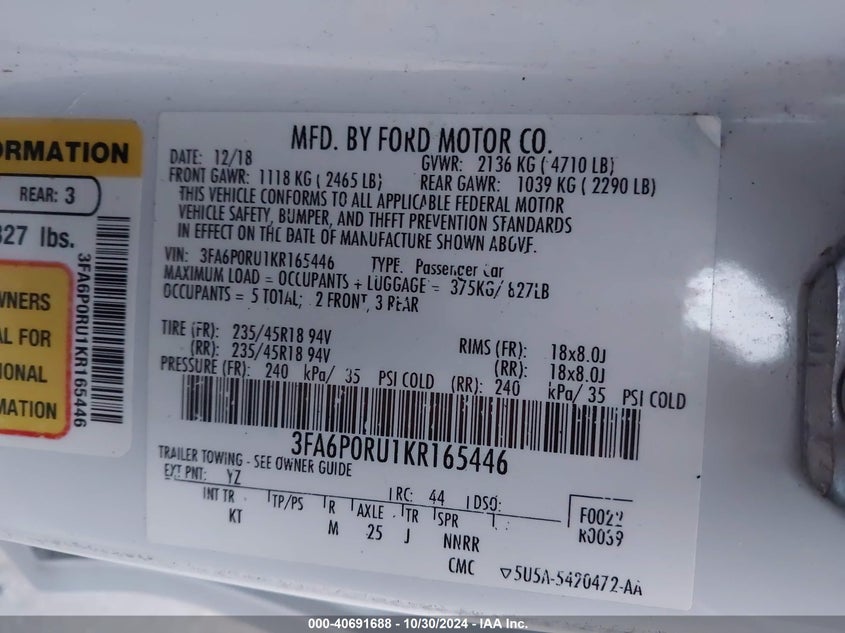 ORMATION
REAR: 3
827 lbs.
WNERS
AL FOR
IONAL
MATION
3FA6P0RU1KR165446
MFD. BY FORD MOTOR CO.
DATE: 12/18 GVWR: 2136 KG ( 4710 LB)
FRONT GAWR: 1118 KG ( 2465 LB) REAR GAWR: 1039 KG ( 2290 LB)
THIS VEHICLE CONFORMS TO ALL APPLICABLE FEDERAL MOTOR
VEHICLE SAFETY, BUMPER, AND THEFT PREVENTION STANDARDS
IN EFFECT ON THE DATE OF MANUFACTURE SHOWN ABOVE.
VIN: 3FA6P0RU1KR165446 TYPE: Passenger Car
MAXIMUM LOAD = OCCUPANTS + LUGGAGE = 375KG/ 827LB
OCCUPANTS = 5 TOTAL; 2 FRONT, 3 REAR
TIRE (FR): 235/45R18 94V RIMS (FR): 18x8.0J
(RR): 235/45R18 94V (RR): 18x8.0J
PRESSURE (FR): 240 kPa/ 35 PSI COLD (RR): 240 kPa/ 35 PSI COLD
3FA6P0RU1KR165446
TRAILER TOWING - SEE OWNER GUIDE
EXT PNT: YZ RC: 44 DSO:
INT TR TP/PS R AXLE TR SPR F0022
KT M 25 J NNRR R0039
CMC ▽5U5A-5420472-AA
000-40691688 - 10/30/2024 - IAA Inc.